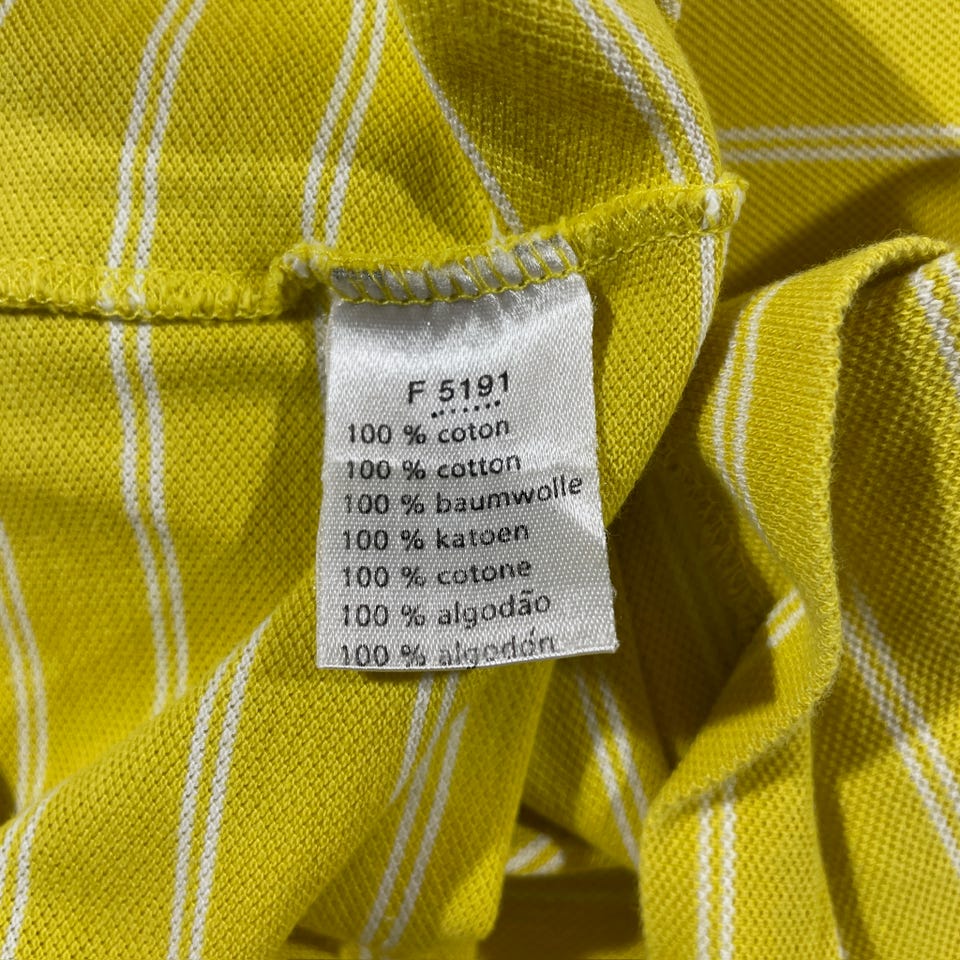 F 5191
100 % coton
100 % cotton
100 % baumwolle
100 % katoen
100 % cotone
100 % algodão
100 % algodón